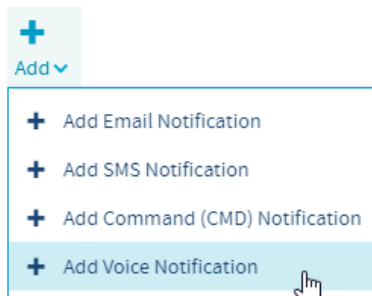 Add
Add Email Notification
Add SMS Notification
Add Command (CMD) Notification
Add Voice Notification